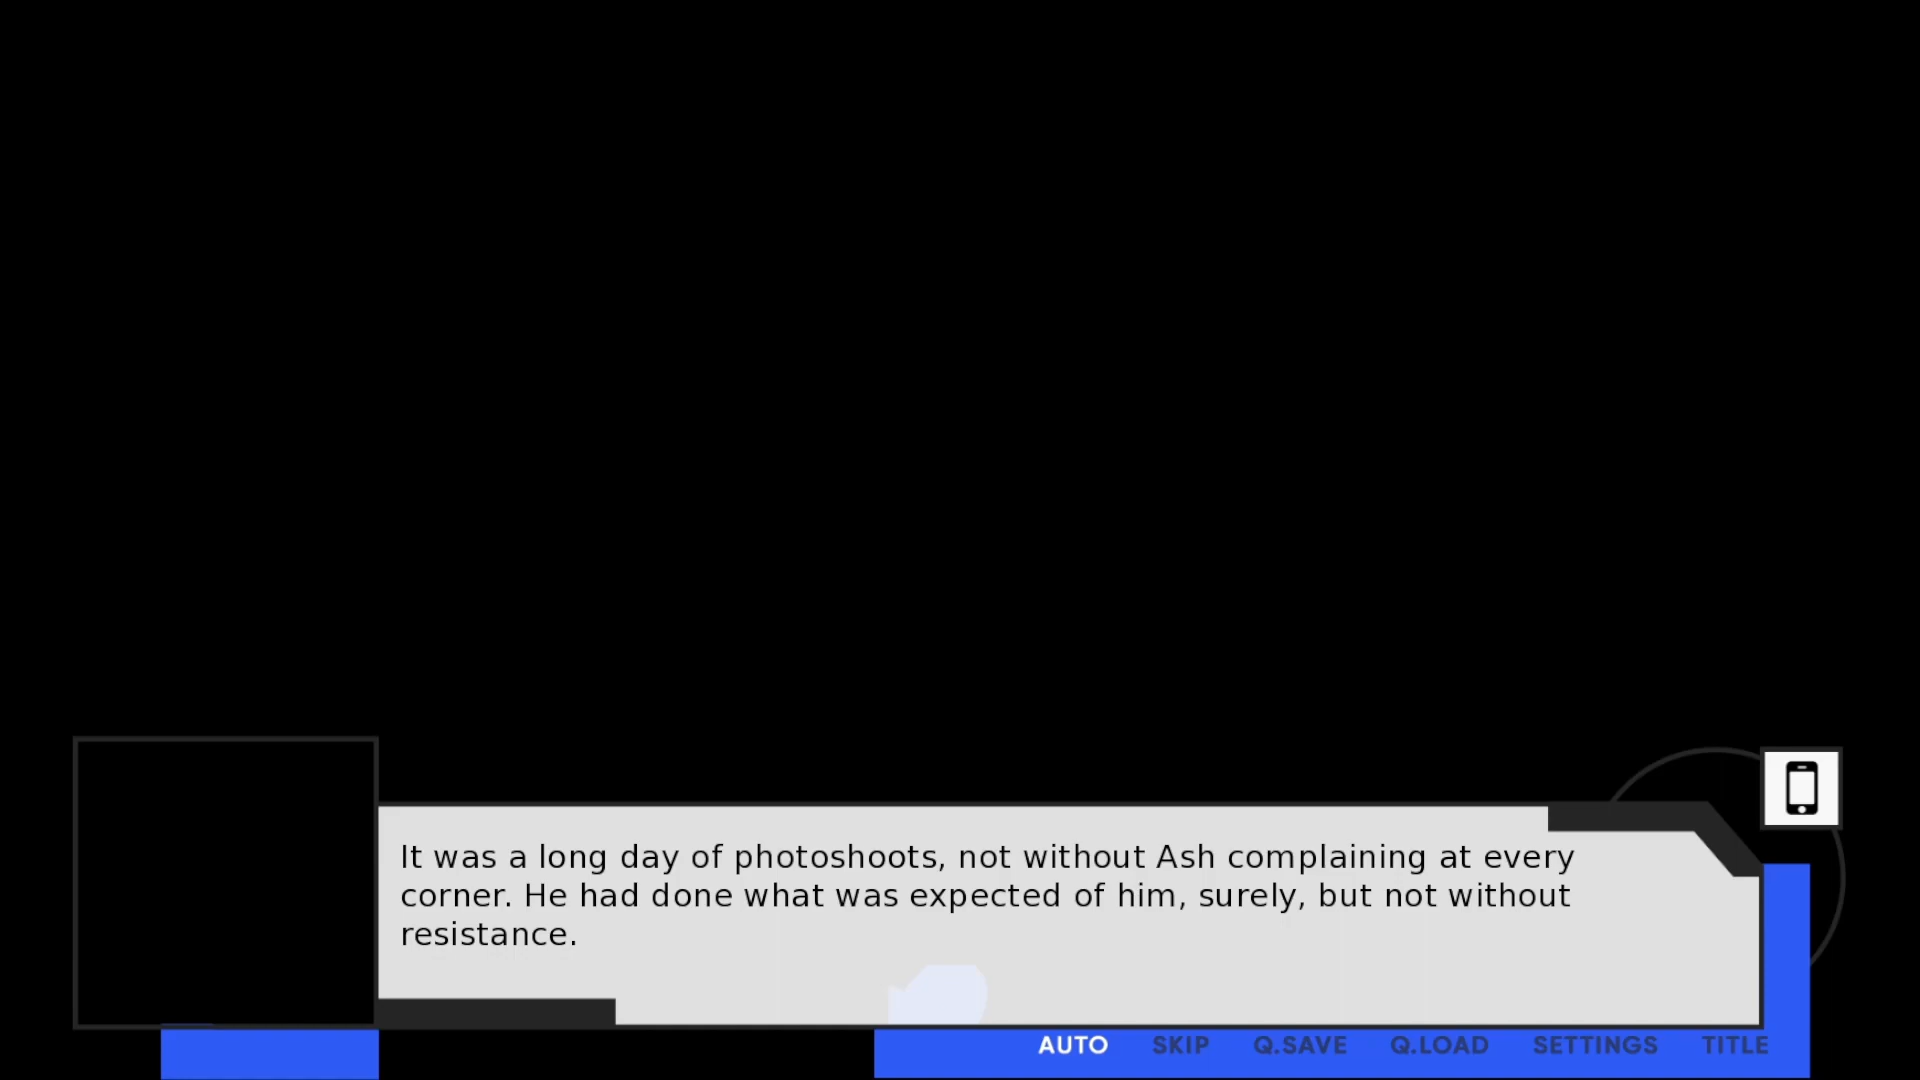 It was a long day of photoshoots, not without Ash complaining at every
corner. He had done what was expected of him, surely, but not without
resistance.
AUTO SKIP Q.SAVE Q.LOAD SETTINGS TITLE